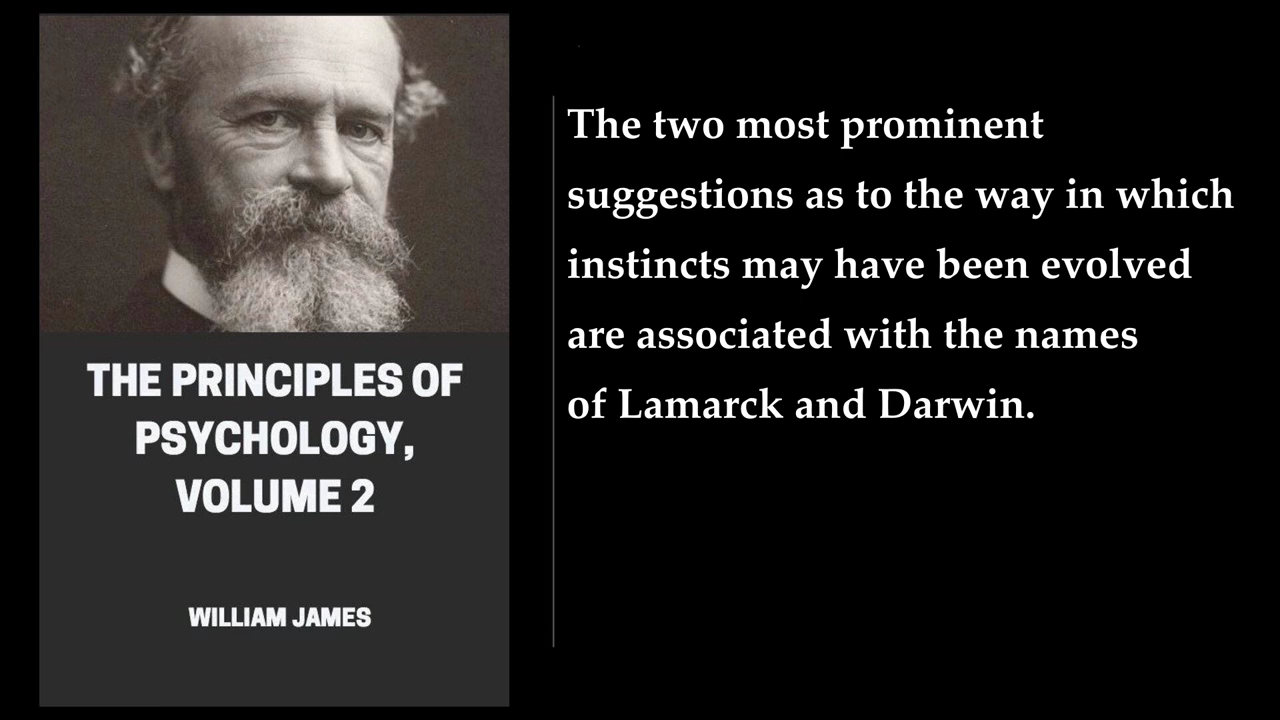 THE PRINCIPLES OF
PSYCHOLOGY,
VOLUME 2
WILLIAM JAMES
The two most prominent
suggestions as to the way in which
instincts may have been evolved
are associated with the names
of Lamarck and Darwin.